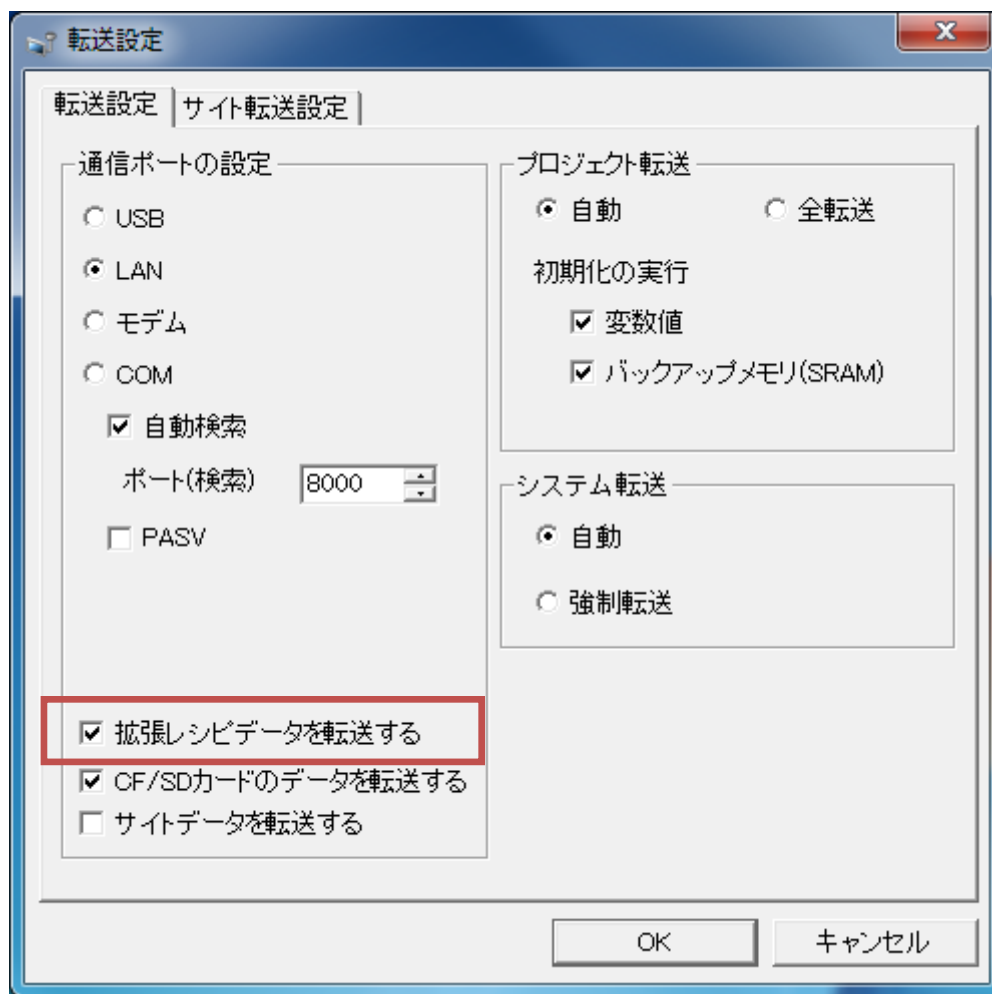 転送設定
転送設定
サイト転送設定
通信ポートの設定
USB
LAN
モデム
COM
自動検索
ポート(検索)
8000
PASV
拡張レシピデータを転送する
CF/SDカードのデータを転送する
サイトデータを転送する
プロジェクト転送
自動
全転送
初期化の実行
変数値
バックアップメモリ(SRAM)
システム転送
自動
強制転送
OK
キャンセル